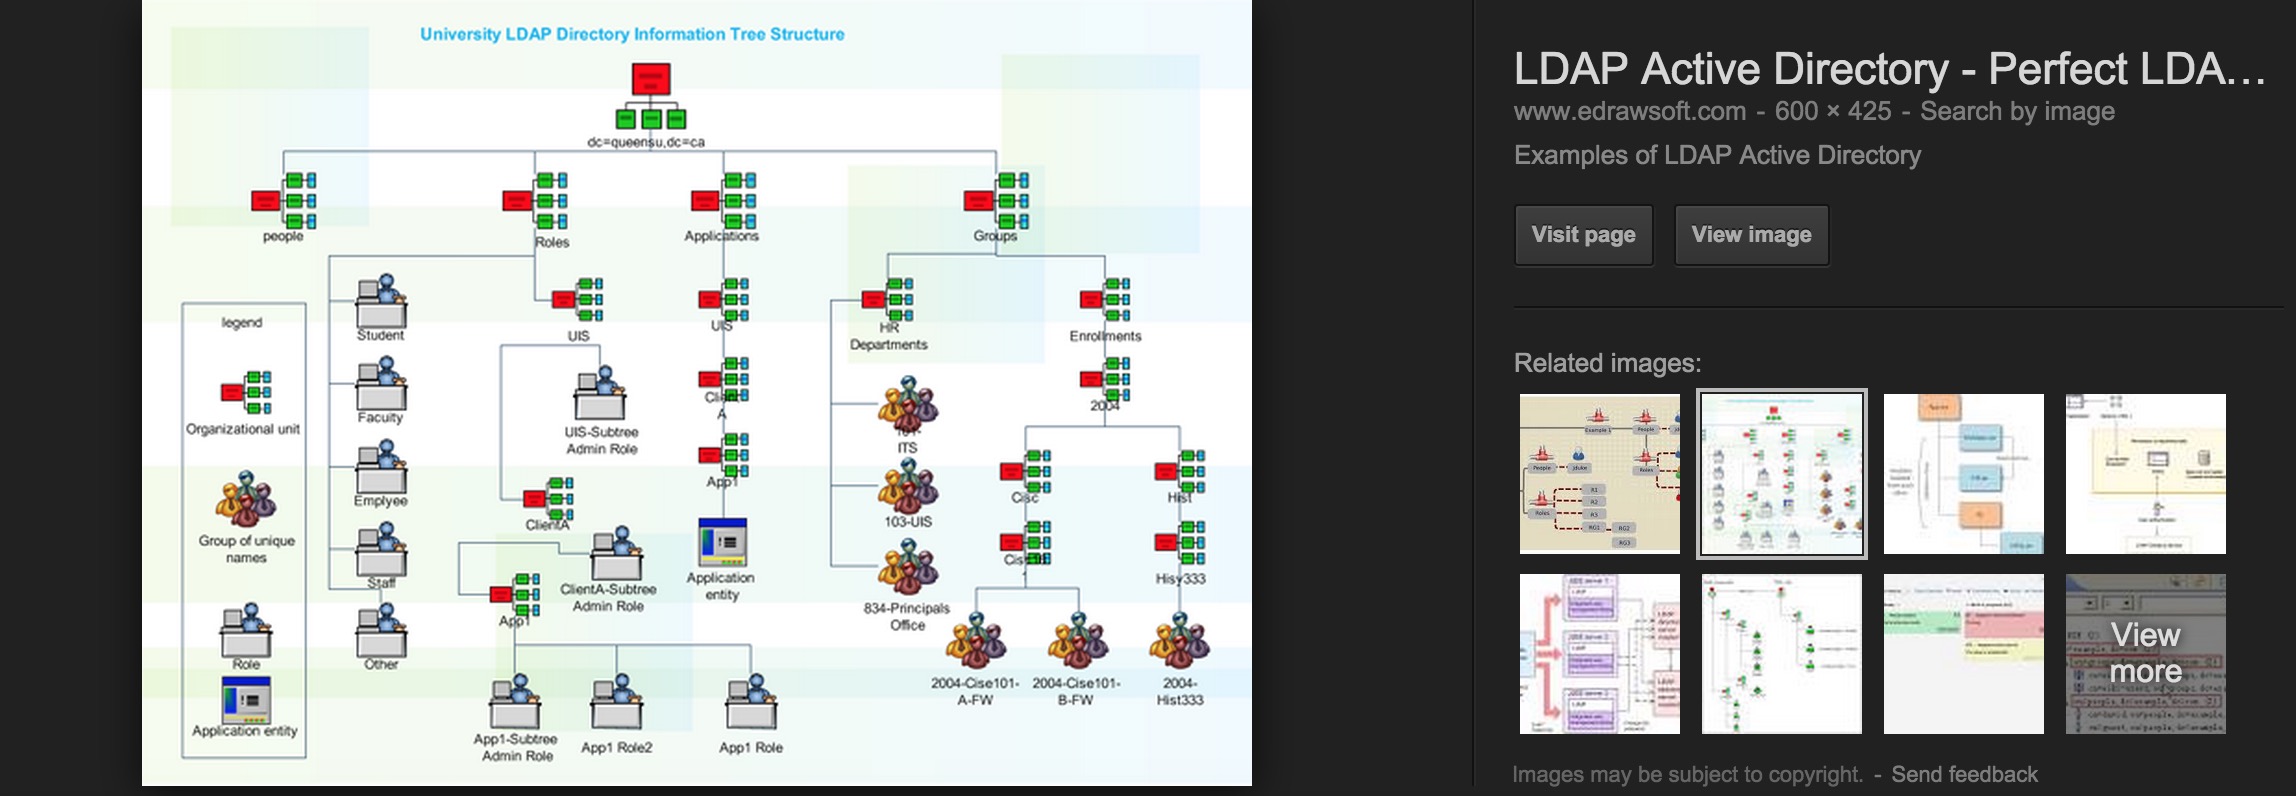 University LDAP Directory Information Tree Structure
dc=queensu,dc=ca
people
Roles
Applications
Groups
legend
Organizational unit
Group of unique
names
Role
Application entity
Student
Faculty
Emplyee
Staff
Other
UIS
UIS-Subtree
Admin Role
ClientA
ClientA-Subtree
Admin Role
App1
App1-Subtree
Admin Role
App1 Role2
App1 Role
UIS
Client
A
App1
Application
entity
HR
Departments
ITS
103-UIS
834-Principals
Office
Enrollments
2004
Cisc
Hist
Hisy333
2004-Cise101-
A-FW
2004-Cise101-
B-FW
2004-
Hist333
LDAP Active Directory - Perfect LDA...
www.edrawsoft.com - 600 × 425 - Search by image
Examples of LDAP Active Directory
Visit page
View image
Related images:
View
more
Images may be subject to copyright. - Send feedback